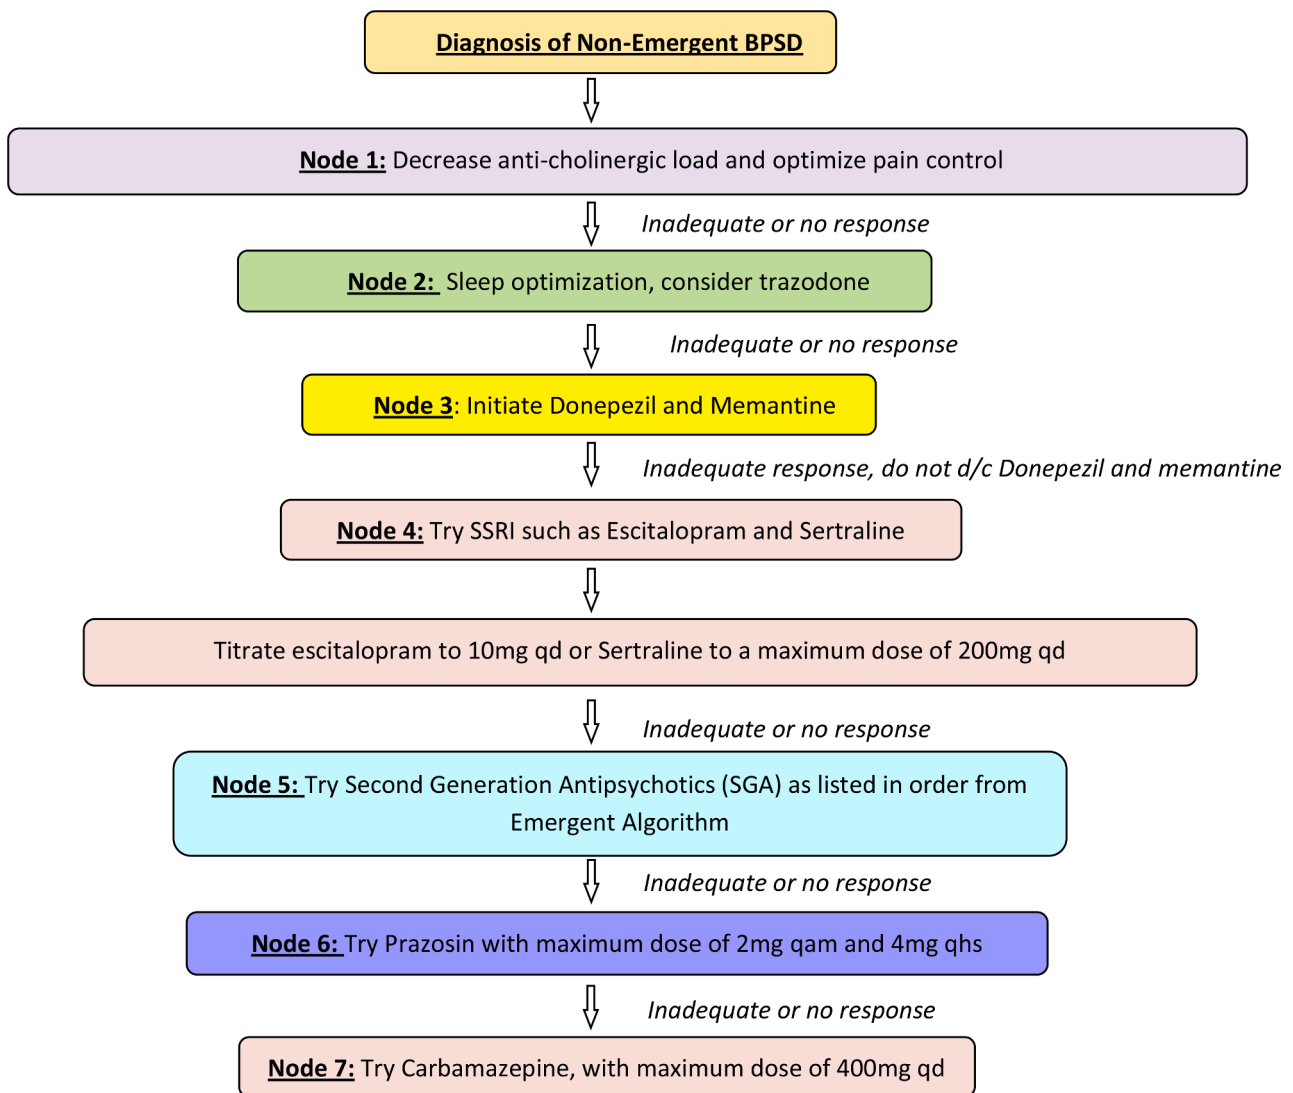 Diagnosis of Non-Emergent BPSD
Node 1: Decrease anti-cholinergic load and optimize pain control
Inadequate or no response
Node 2: Sleep optimization, consider trazodone
Inadequate or no response
Node 3: Initiate Donepezil and Memantine
Inadequate response, do not d/c Donepezil and memantine
Node 4: Try SSRI such as Escitalopram and Sertraline
Titrate escitalopram to 10mg qd or Sertraline to a maximum dose of 200mg qd
Inadequate or no response
Node 5: Try Second Generation Antipsychotics (SGA) as listed in order from
Emergent Algorithm
Inadequate or no response
Node 6: Try Prazosin with maximum dose of 2mg qam and 4mg qhs
Inadequate or no response
Node 7: Try Carbamazepine, with maximum dose of 400mg qd